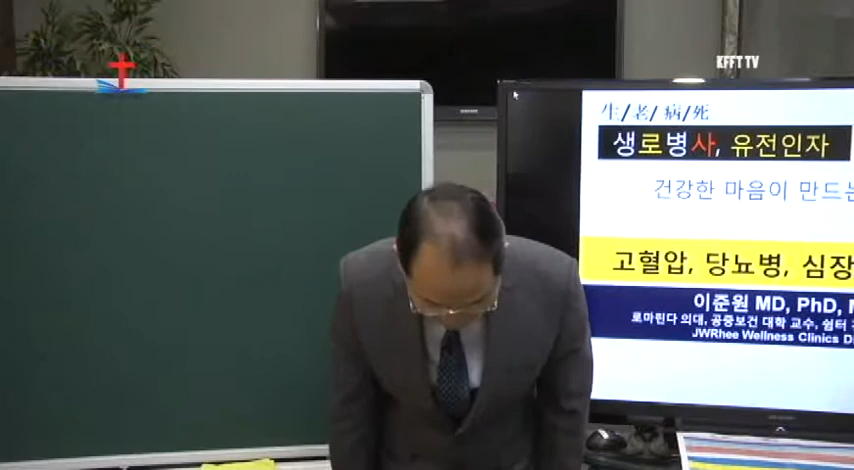 KFFT TV
生/老/病/死
생로병사, 유전인자
건강한 마음이 만드는
고혈압, 당뇨병, 심장
이준원 MD, PhD,
로마린다 의대, 공중보건 대학 교수, 쉼터
JWRhee Wellness Clinics